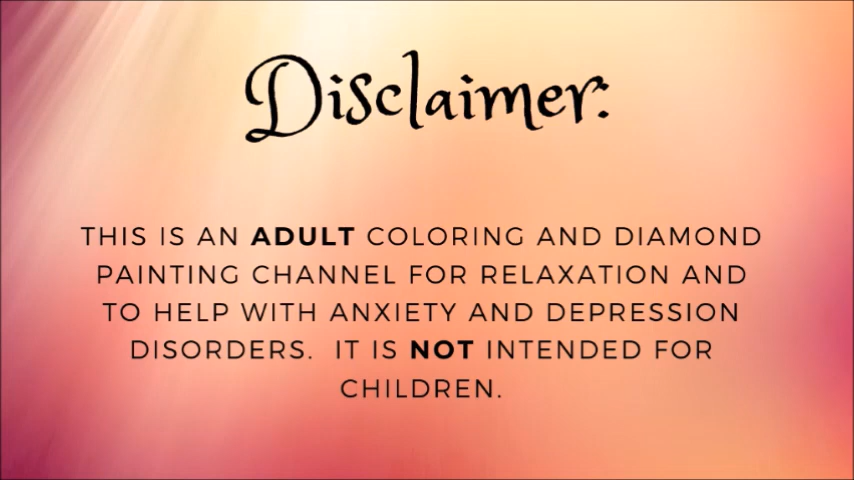 Disclaimer:
THIS IS AN ADULT COLORING AND DIAMOND
PAINTING CHANNEL FOR RELAXATION AND
TO HELP WITH ANXIETY AND DEPRESSION
DISORDERS.  IT IS NOT INTENDED FOR
CHILDREN.